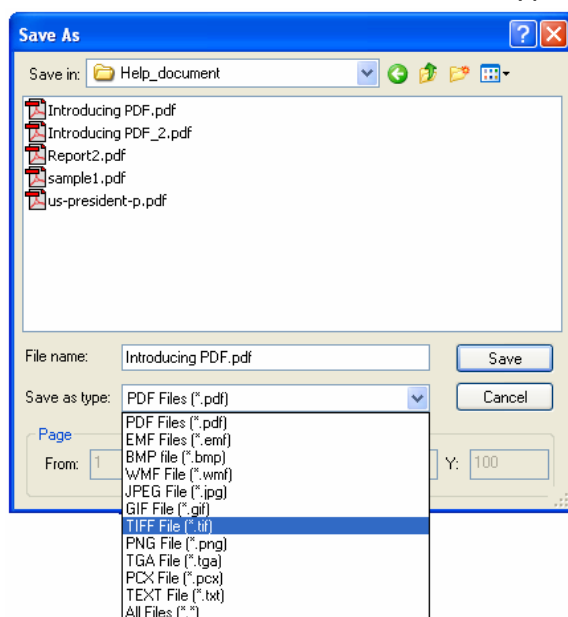 Save As
Save in: Help_document
Introducing PDF.pdf
Introducing PDF_2.pdf
Report2.pdf
sample1.pdf
us-president-p.pdf
File name: Introducing PDF.pdf Save
Save as type: PDF Files (*.pdf) Cancel
PDF Files (*.pdf)
Page EMF Files (*.emf)
BMP file (*.bmp)
From: 1 WMF File (*.wmf) Y: 100
JPEG File (*.jpg)
GIF File (*.gif)
TIFF File (*.tif)
PNG File (*.png)
TGA File (*.tga)
PCX File (*.pcx)
TEXT File (*.txt)
All Files (*.*)